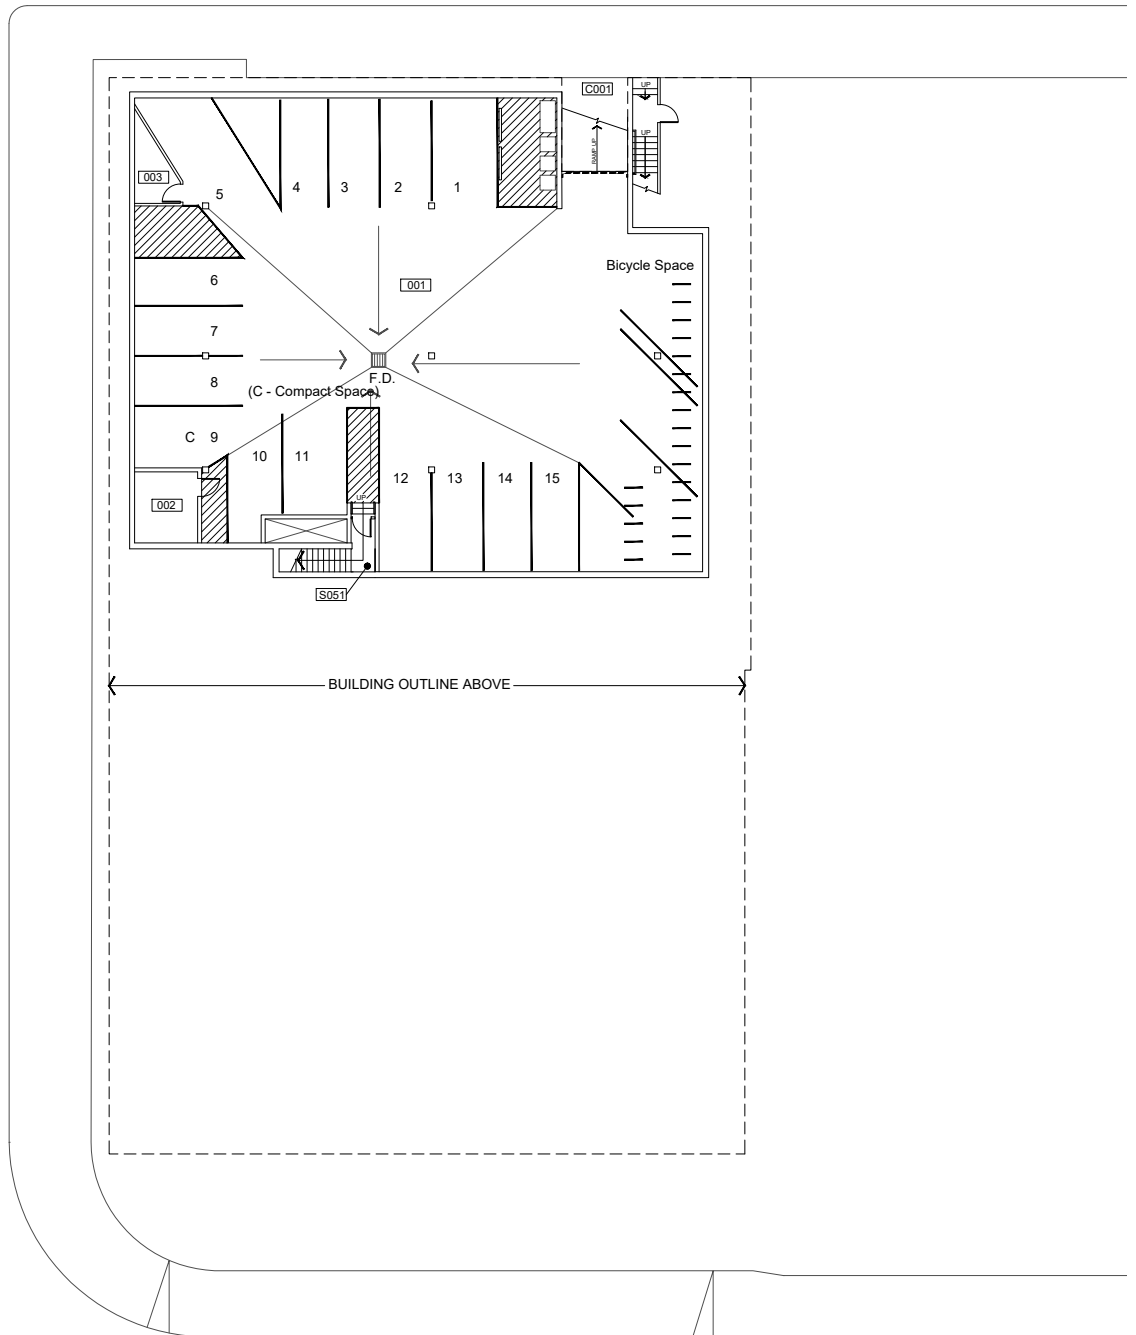 C001
UP
UP
RAMP UP
003
5
4
3
2
1
Bicycle Space
6
001
7
F.D.
8
(C - Compact Space)
C 9
10
11
12
13
14
15
UP
002
S051
BUILDING OUTLINE ABOVE